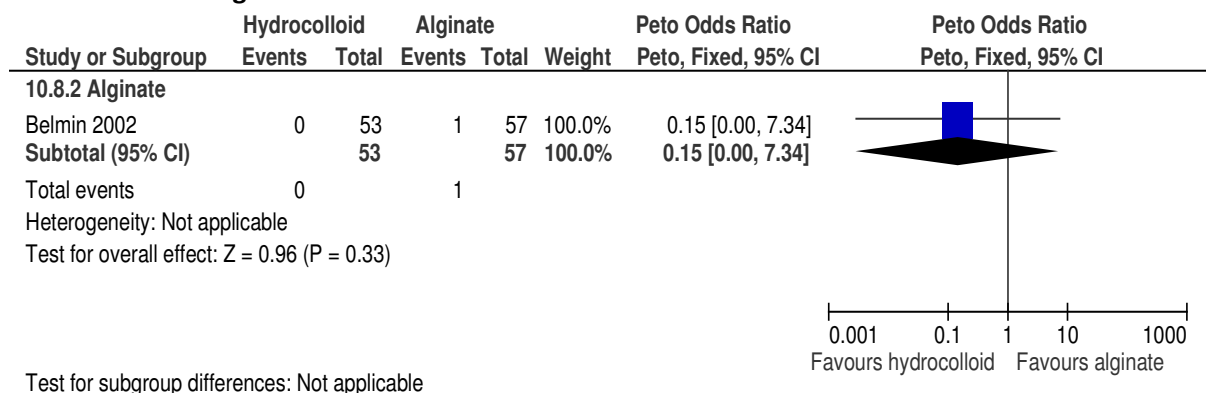 Hydrocolloid Alginate Peto Odds Ratio Peto Odds Ratio
Study or Subgroup Events Total Events Total Weight Peto, Fixed, 95% CI Peto, Fixed, 95% CI
10.8.2 Alginate
Belmin 2002 0 53 1 57 100.0% 0.15 [0.00, 7.34]
Subtotal (95% CI) 53 57 100.0% 0.15 [0.00, 7.34]
Total events 0 1
Heterogeneity: Not applicable
Test for overall effect: Z = 0.96 (P = 0.33)
0.001 0.1 1 10 1000
Favours hydrocolloid Favours alginate
Test for subgroup differences: Not applicable